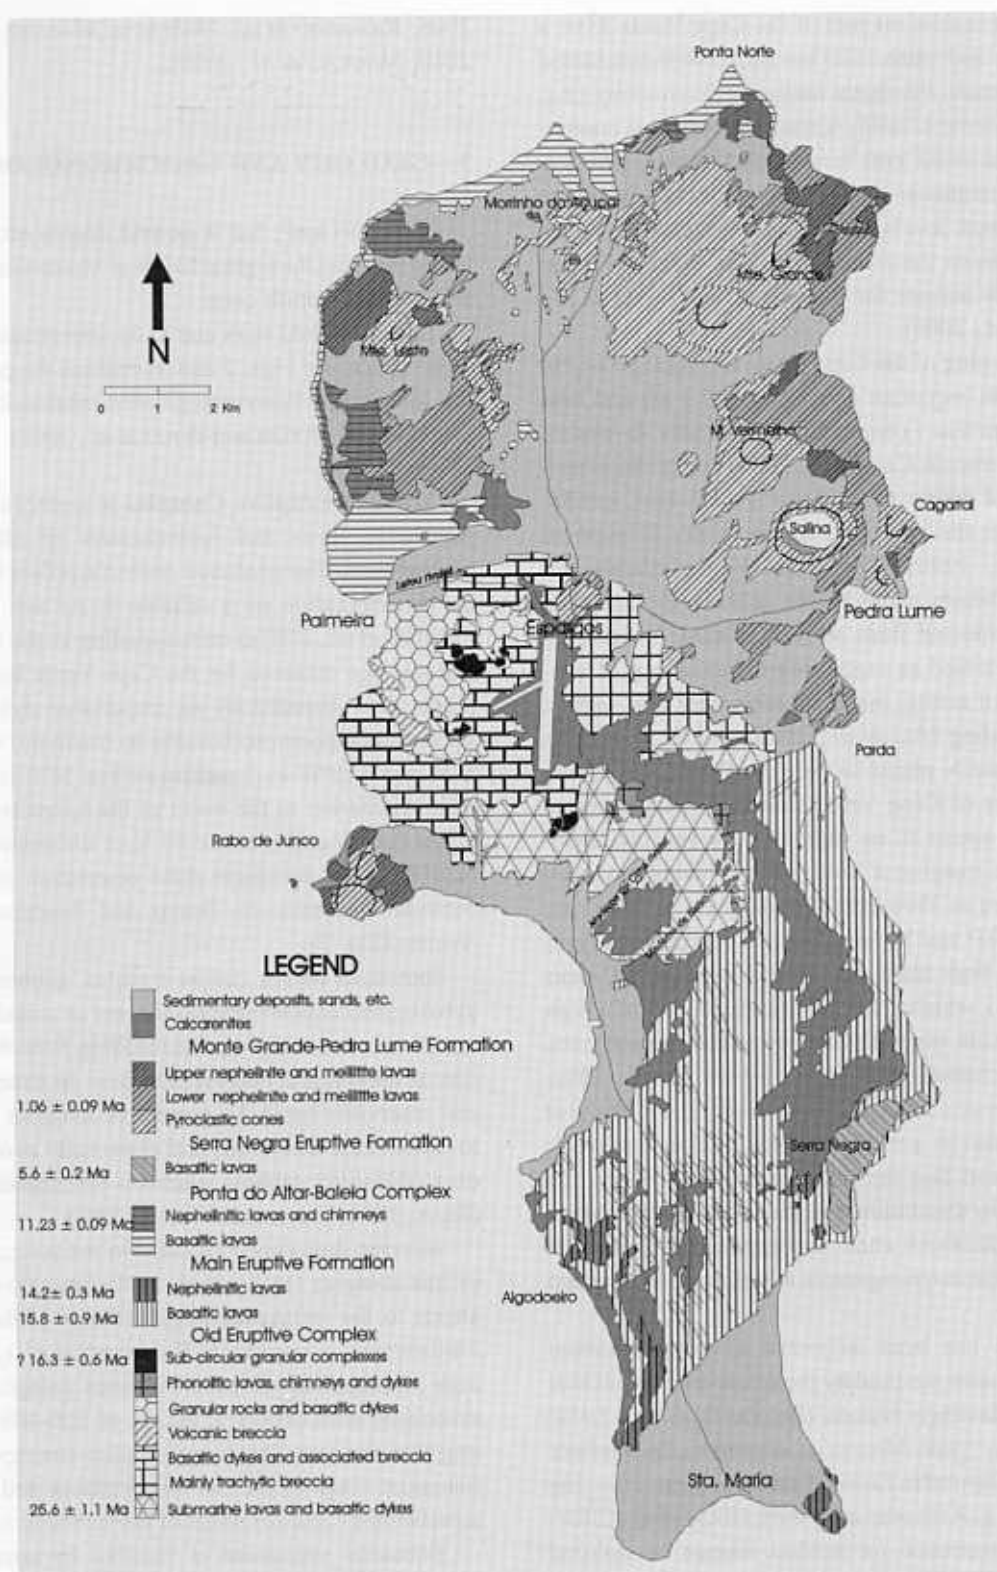 Ponta Norte
Morrinho do Açucar
Mte. Grande
N
Mte. Leste
0 1 2 Km
M. Vermelho
Cagarral
Salina
Palmeira
Espargos
Pedra Lume
Parda
Rabo de Junco
LEGEND
Sedimentary deposits, sands, etc.
Calcarenites
Monte Grande-Pedra Lume Formation
Upper nephelinite and melilitite lavas
1.06 ± 0.09 Ma Lower nephelinite and melilitite lavas
Pyroclastic cones
Serra Negra Eruptive Formation
5.6 ± 0.2 Ma Basaltic lavas
Ponta do Altar-Baleia Complex
11.23 ± 0.09 Ma Nephelinitic lavas and chimneys
Basaltic lavas
Main Eruptive Formation
14.2± 0.3 Ma Nephelinitic lavas
15.8 ± 0.9 Ma Basaltic lavas
Old Eruptive Complex
? 16.3 ± 0.6 Ma Sub-circular granular complexes
Phonolitic lavas, chimneys and dykes
Granular rocks and basaltic dykes
Volcanic breccia
Basaltic dykes and associated breccia
Mainly trachytic breccia
25.6 ± 1.1 Ma Submarine lavas and basaltic dykes
Serra Negra
Algodoeiro
Sta. Maria